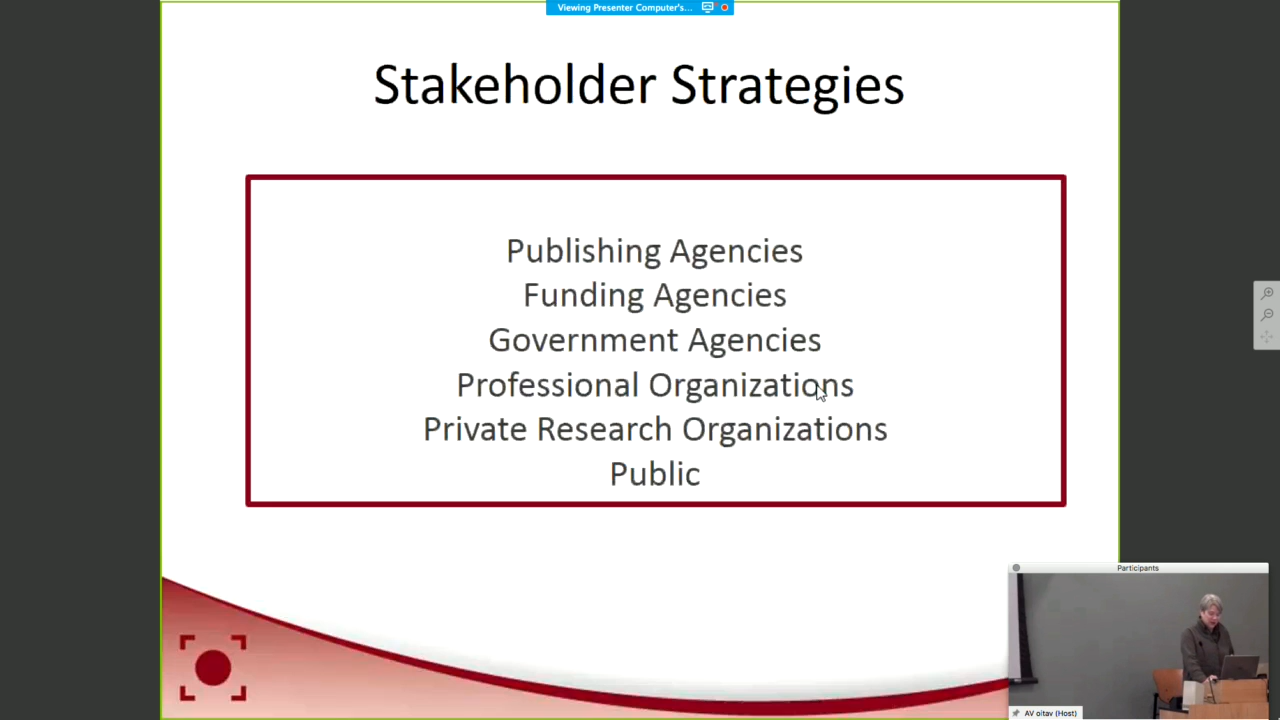 Viewing Presenter Computer's...
Stakeholder Strategies
Publishing Agencies
Funding Agencies
Government Agencies
Professional Organizations
Private Research Organizations
Public
Participants
AV oitav (Host)